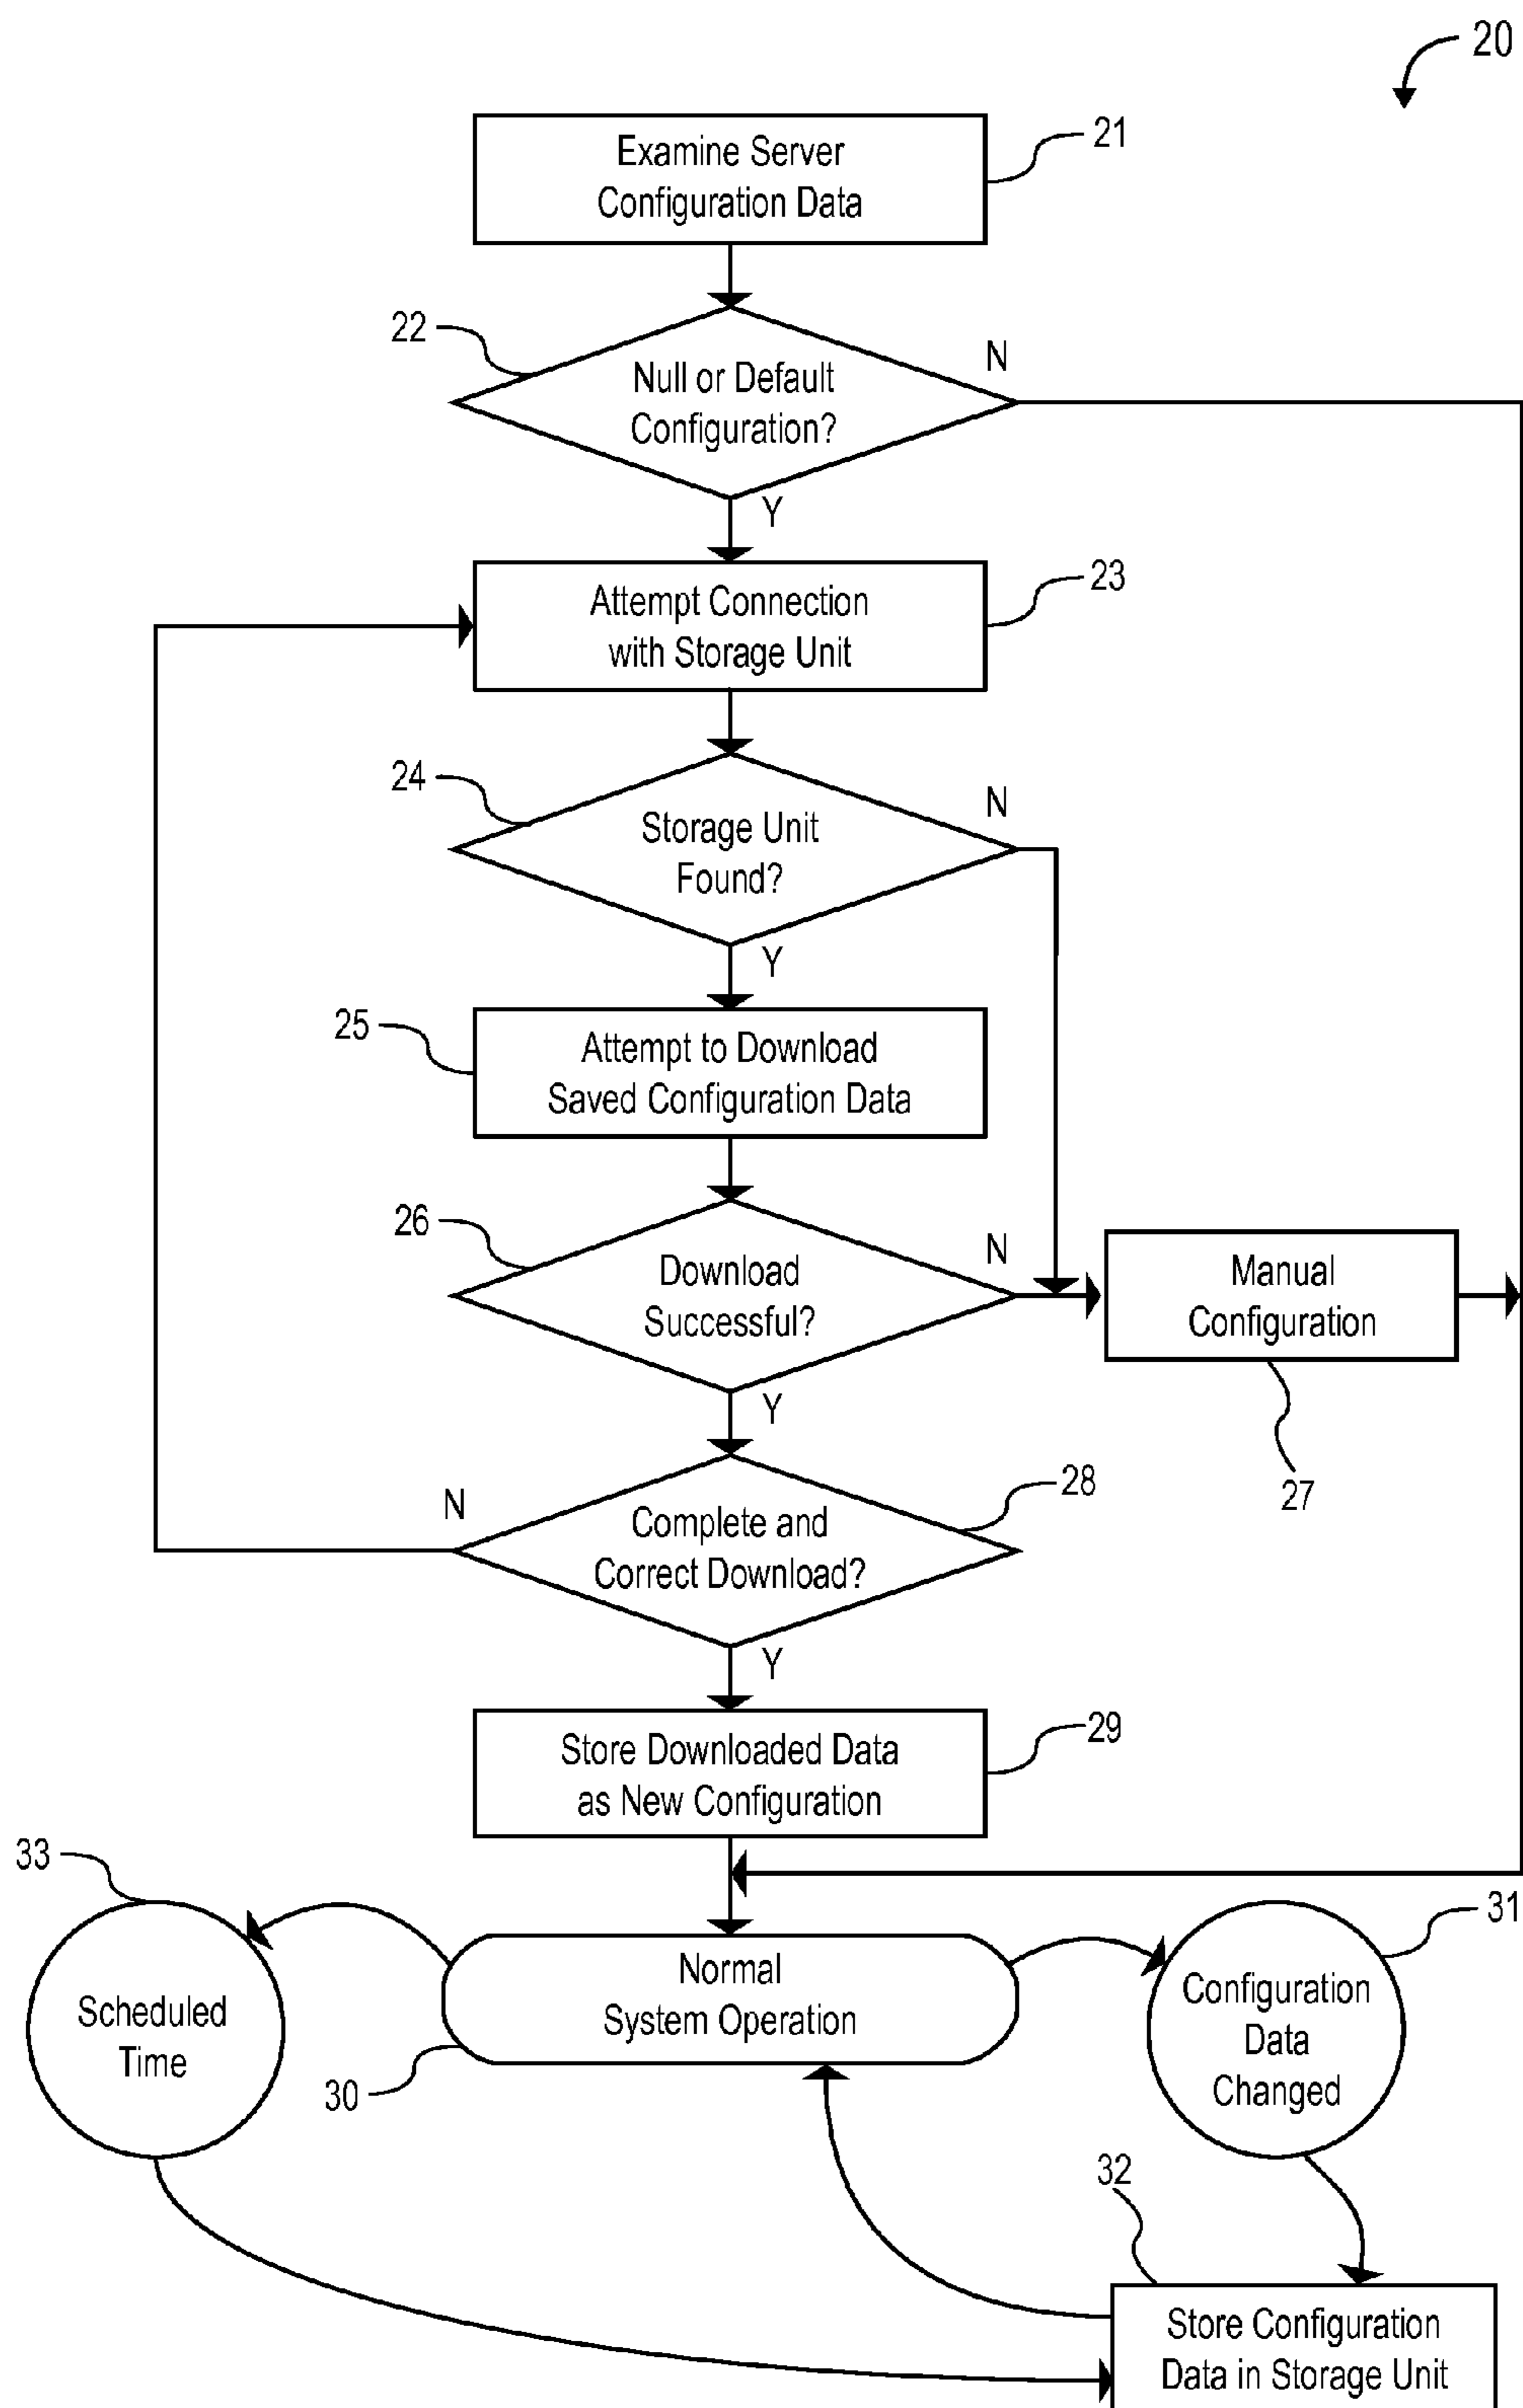 20
Examine Server
Configuration Data
21
22
Null or Default
Configuration?
N
Y
Attempt Connection
with Storage Unit
23
24
Storage Unit
Found?
N
Y
25
Attempt to Download
Saved Configuration Data
26
Download
Successful?
N
Manual
Configuration
27
Y
N
Complete and
Correct Download?
28
Y
Store Downloaded Data
as New Configuration
29
33
Scheduled
Time
Normal
System Operation
30
31
Configuration
Data
Changed
32
Store Configuration
Data in Storage Unit